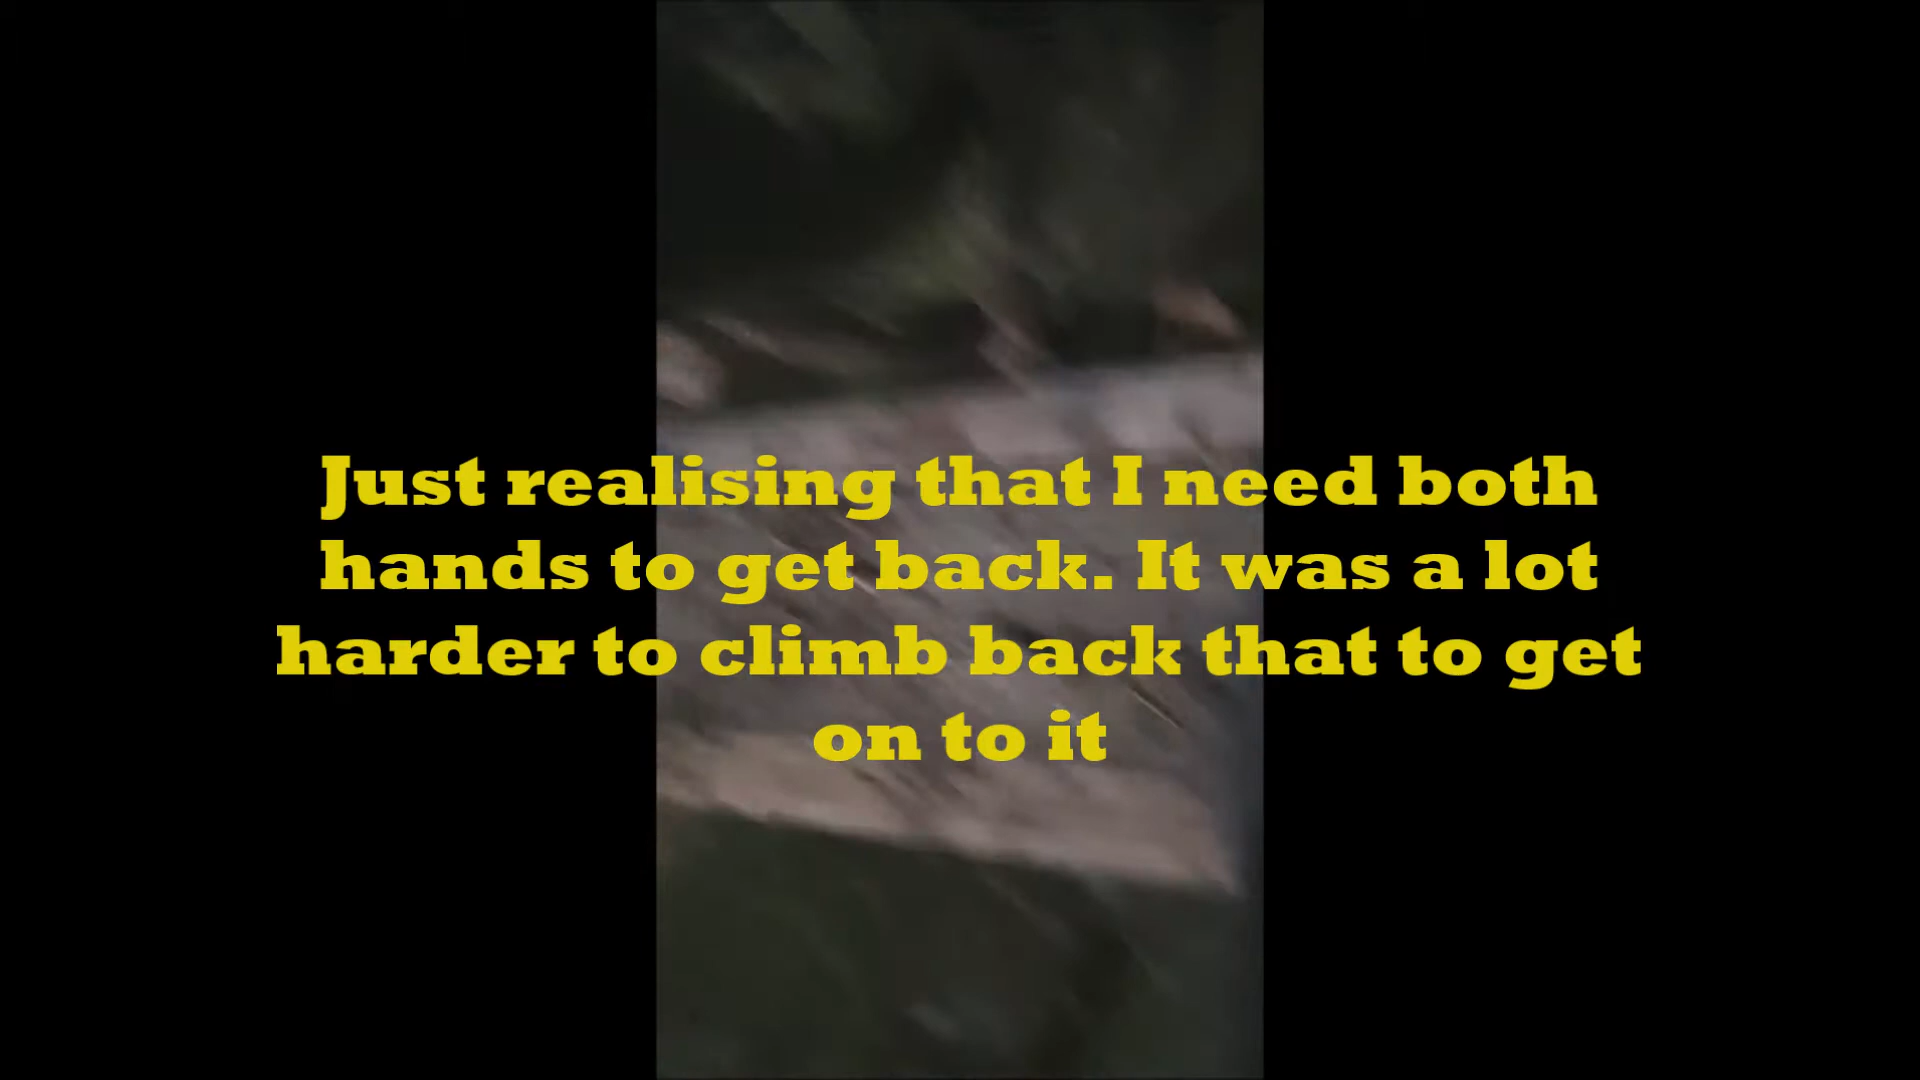 Just realising that I need both
hands to get back. It was a lot
harder to climb back that to get
on to it